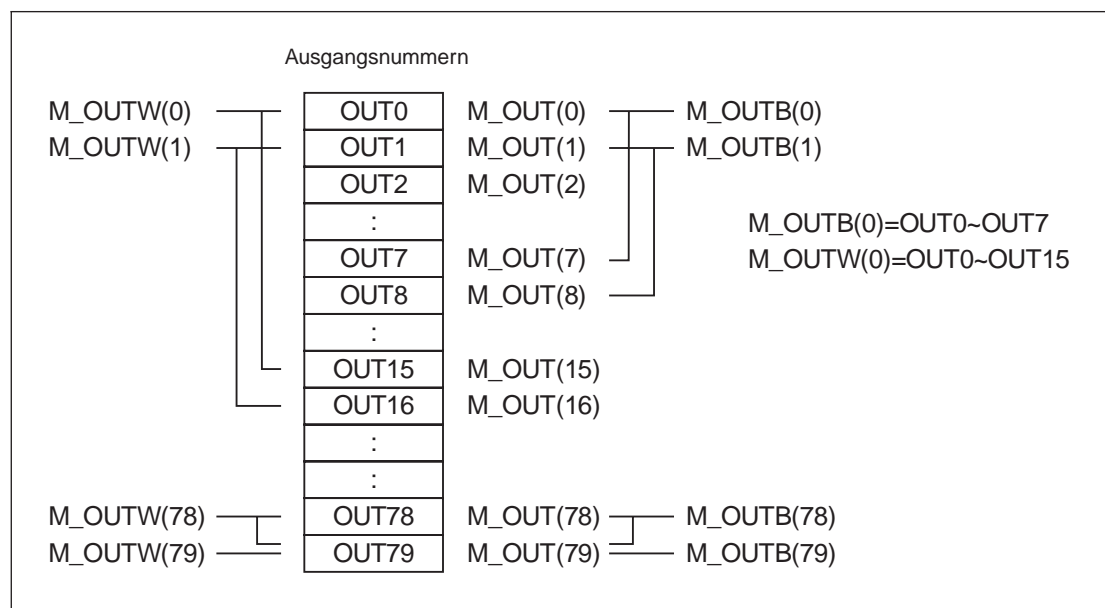 Ausgangsnummern
M_OUTW(0) OUT0 M_OUT(0) M_OUTB(0)
M_OUTW(1) OUT1 M_OUT(1) M_OUTB(1)
OUT2 M_OUT(2)
:
M_OUTB(0)=OUT0~OUT7
OUT7 M_OUT(7) M_OUTW(0)=OUT0~OUT15
OUT8 M_OUT(8)
:
OUT15 M_OUT(15)
OUT16 M_OUT(16)
:
:
M_OUTW(78) OUT78 M_OUT(78) M_OUTB(78)
M_OUTW(79) OUT79 M_OUT(79) M_OUTB(79)